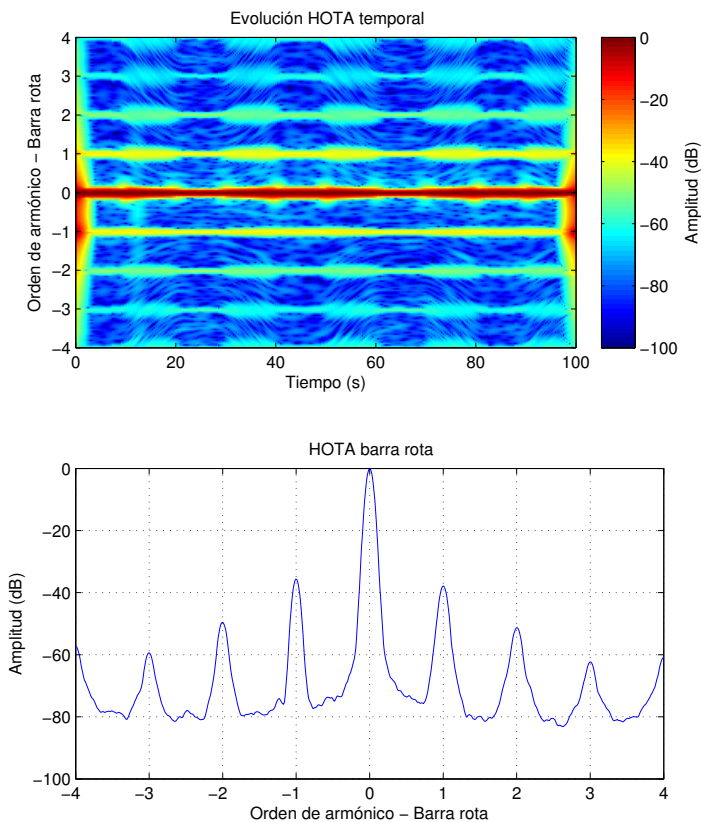 Evolución HOTA temporal
Orden de armónico − Barra rota
4
3
2
1
0
−1
−2
−3
−4
0 20 40 60 80 100
Tiempo (s)
0
−20
−40
−60
−80
−100
Amplitud (dB)
HOTA barra rota
Amplitud (dB)
0
−20
−40
−60
−80
−100
−4 −3 −2 −1 0 1 2 3 4
Orden de armónico − Barra rota